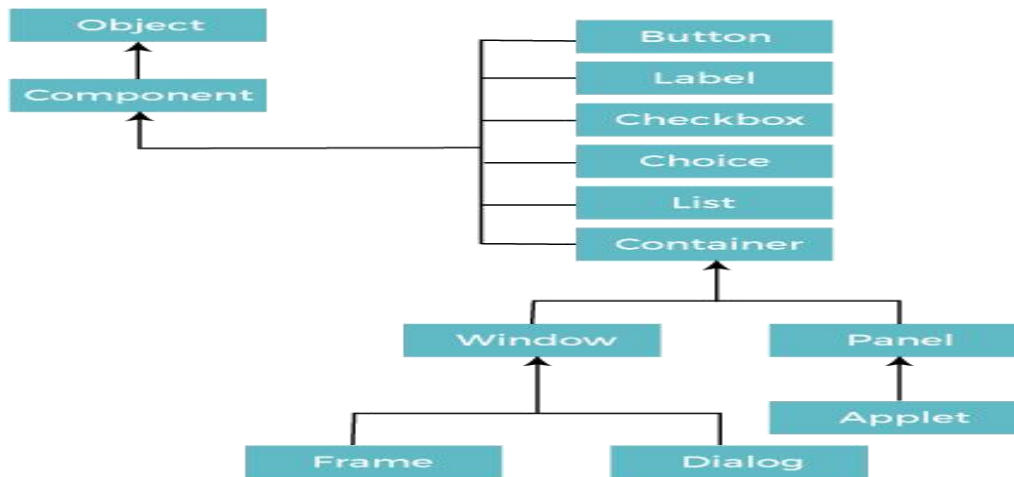 Object
Component
Button
Label
Checkbox
Choice
List
Container
Window
Panel
Applet
Frame
Dialog